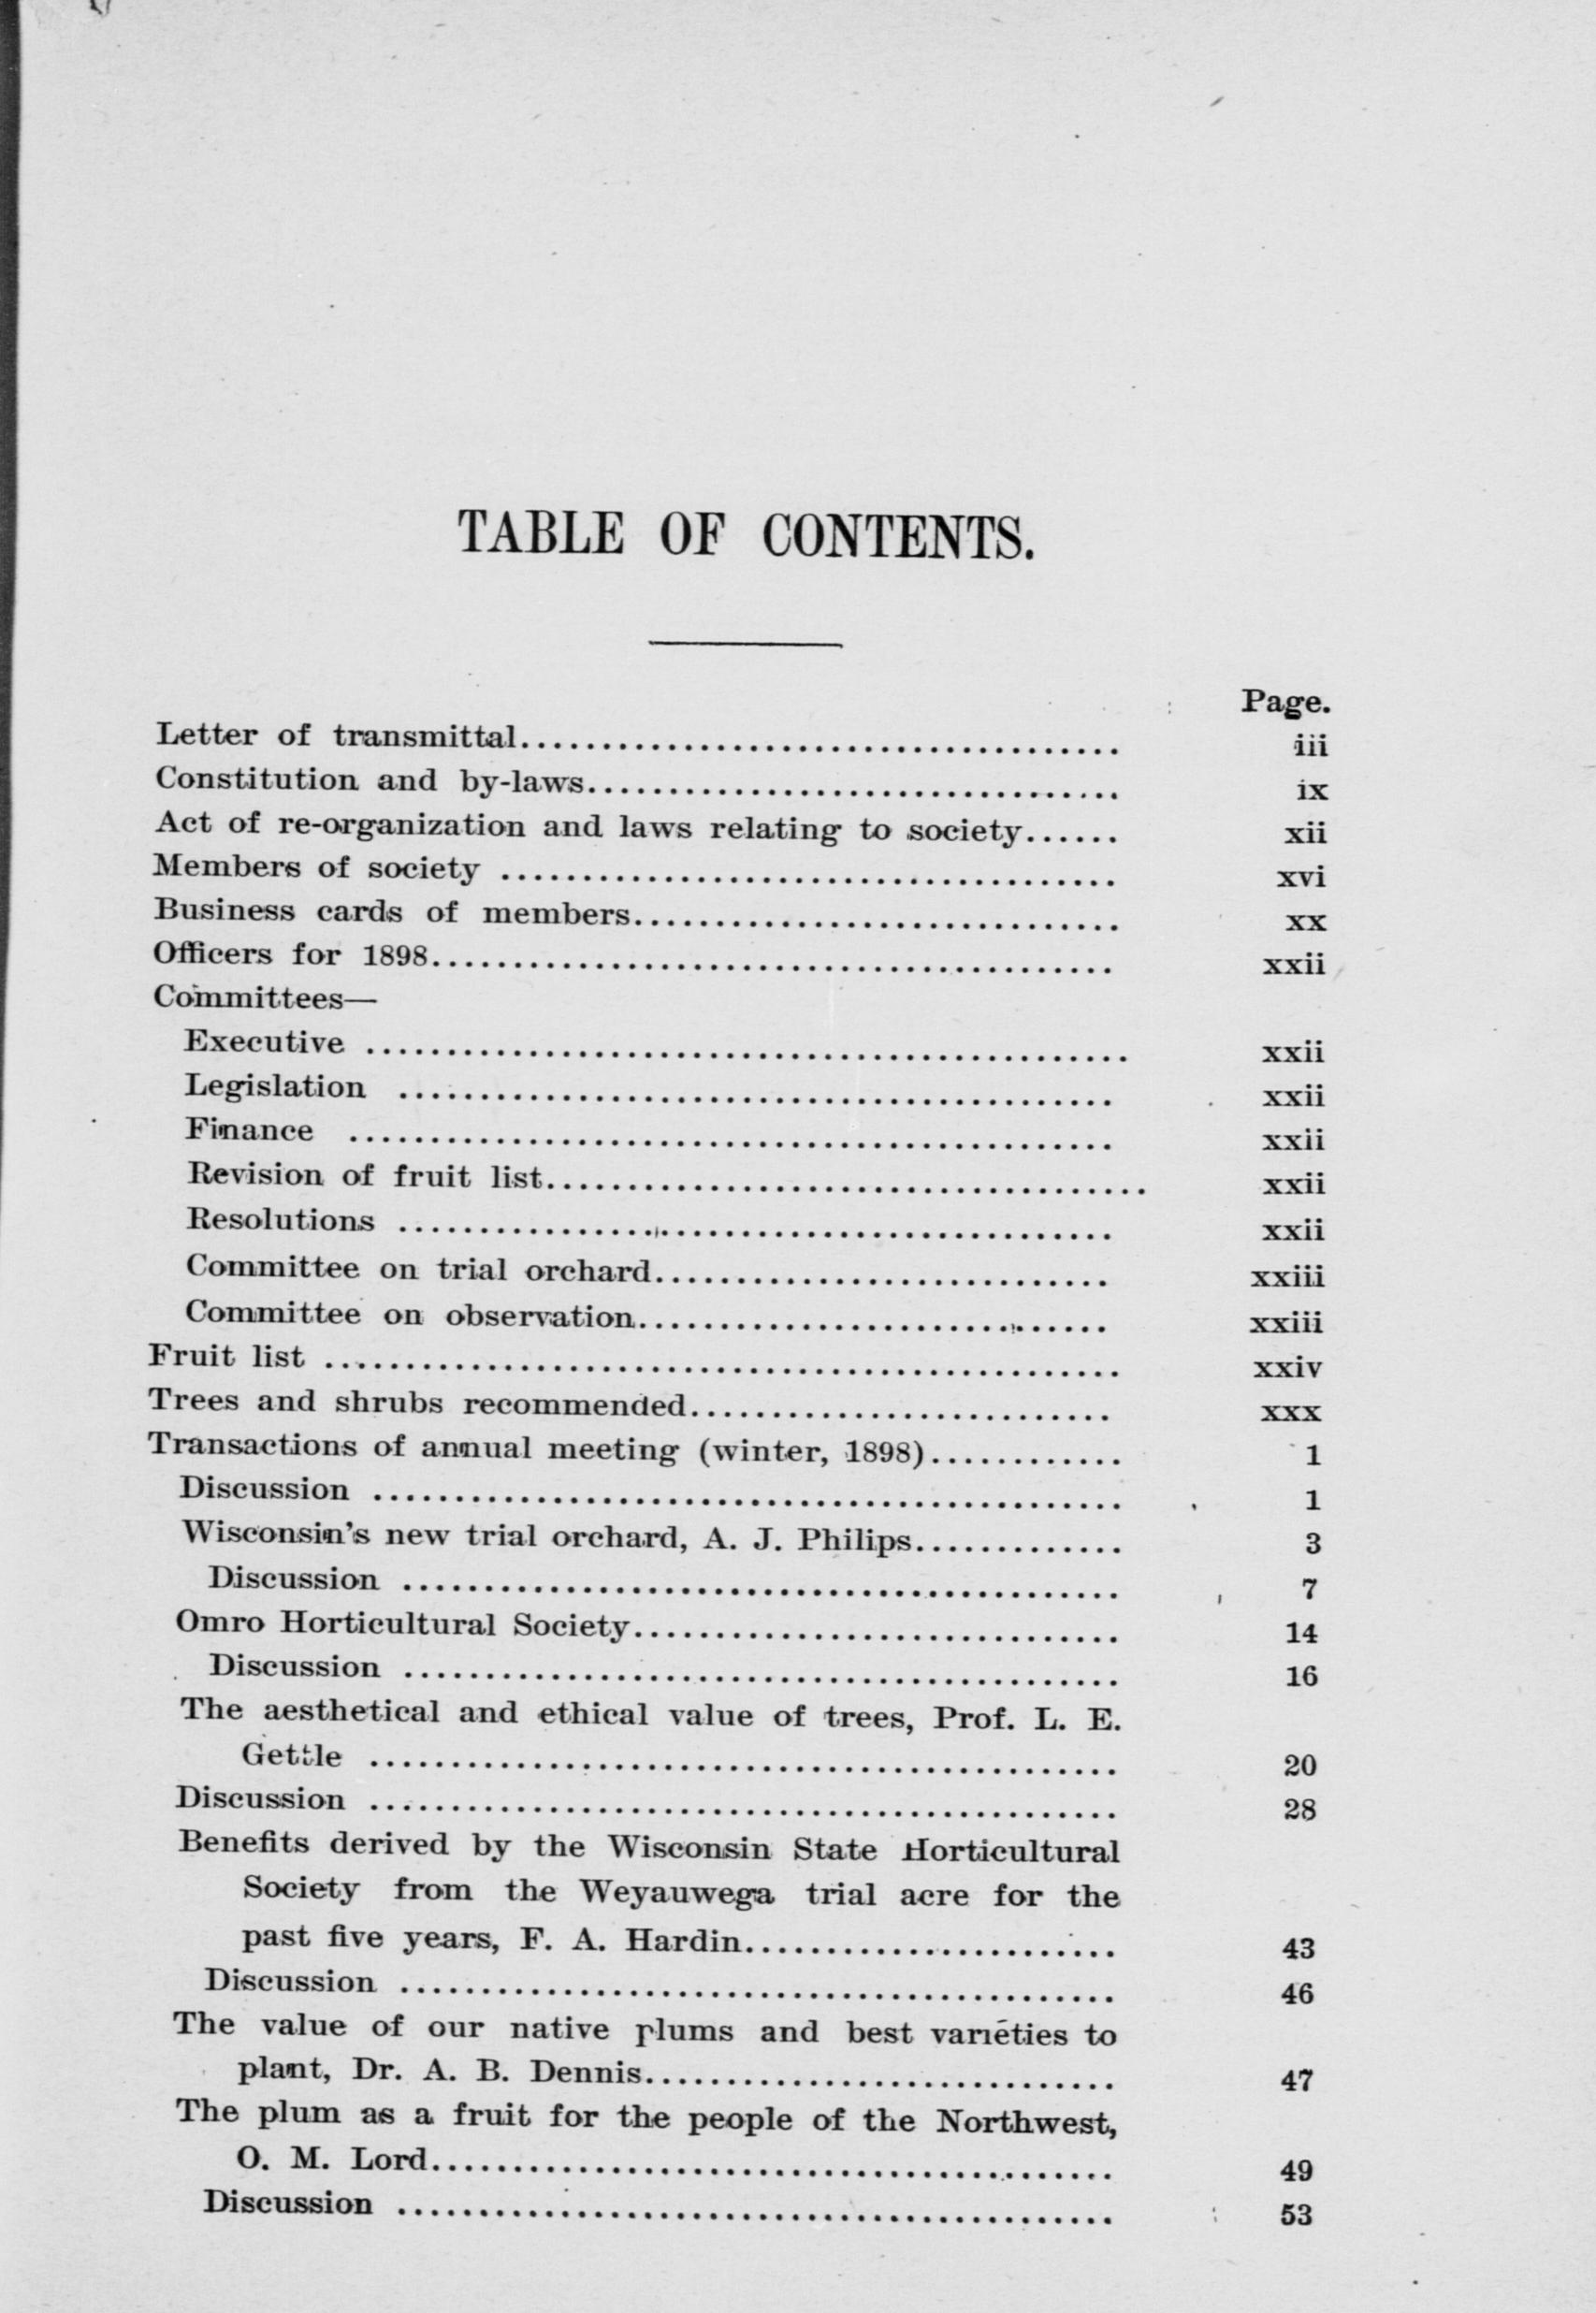 TABLE OF CONTENTS.
Page.
Letter of transmittal..................................... iii
Constitution and by-laws................................. ix
Act of re-organization and laws relating to society...... xii
Members of society ...................................... xvi
Business cards of members.............................. xx
Officers for 1898.......................................... xxii
Committees—
Executive ............................................... xxii
Legislation ............................................ xxii
Finance ............................................... xxii
Revision of fruit list..................................... xxii
Resolutions ............................................ xxii
Committee on trial orchard............................ xxiii
Committee on observation............................. xxiii
Fruit list ................................................. xxiv
Trees and shrubs recommended.......................... xxx
Transactions of annual meeting (winter, 1898)............ 1
Discussion .............................................. 1
Wisconsin's new trial orchard, A. J. Philips............. 3
Discussion ............................................ 7
Omro Horticultural Society.............................. 14
Discussion ............................................ 16
The aesthetical and ethical value of trees, Prof. L. E.
Gettle .............................................. 20
Discussion .............................................. 28
Benefits derived by the Wisconsin State Horticultural
Society from the Weyauwega trial acre for the
past five years, F. A. Hardin....................... 43
Discussion ............................................ 46
The value of our native plums and best varieties to
plant, Dr. A. B. Dennis............................. 47
The plum as a fruit for the people of the Northwest,
O. M. Lord.......................................... 49
Discussion ............................................ 53